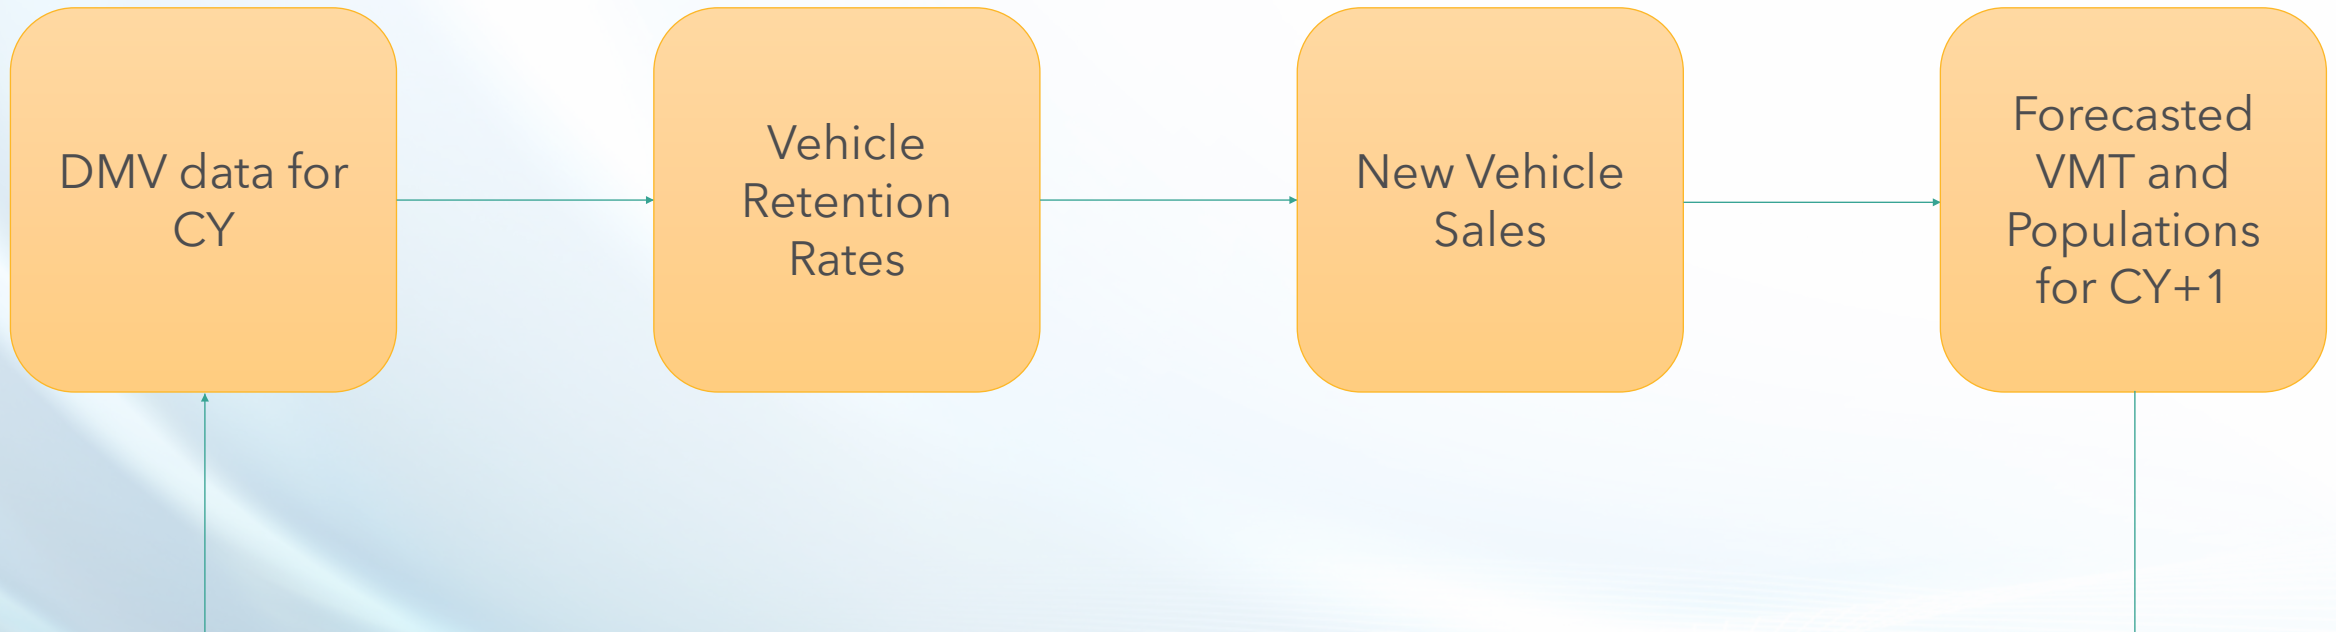 DMV data for
CY
Vehicle
Retention
Rates
New Vehicle
Sales
Forecasted
VMT and
Populations
for CY+1